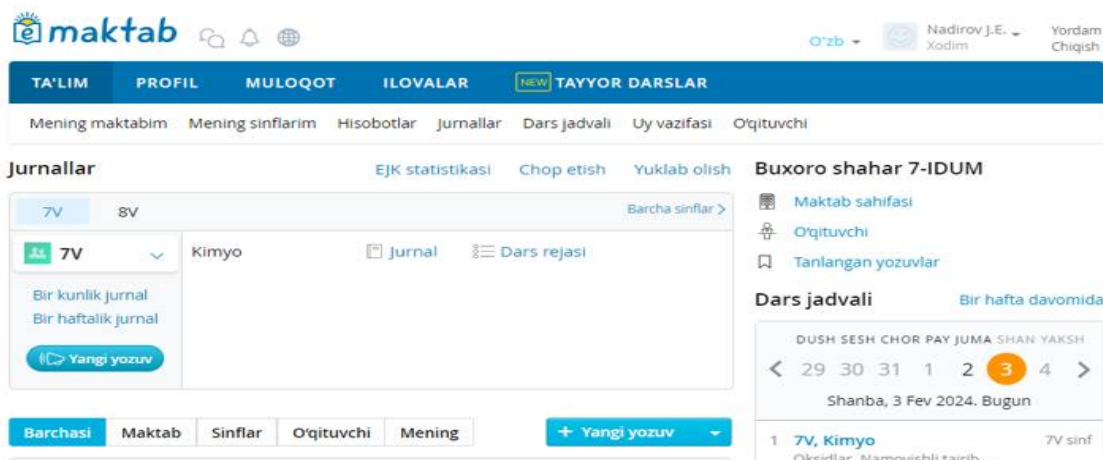 e maktab
O'zb
Nadirov J.E.
Xodim
Yordam
Chiqish
TA'LIM PROFIL MULOQOT ILOVALAR NEW TAYYOR DARSLAR
Mening maktabim Mening sinflarim Hisobotlar Jurnallar Dars jadvali Uy vazifasi O'qituvchi
Jurnallar EJK statistikasi Chop etish Yuklab olish
7V 8V Barcha sinflar >
7V Kimyo Jurnal Dars rejasi
Bir kunlik jurnal
Bir haftalik jurnal
Yangi yozuv
Barchasi Maktab Sinflar O'qituvchi Mening + Yangi yozuv
Buxoro shahar 7-IDUM
Maktab sahifasi
O'qituvchi
Tanlangan yozuvlar
Dars jadvali Bir hafta davomida
DUSH SESH CHOR PAY JUMA SHAN YAKSH
< 29 30 31 1 2 3 4 >
Shanba, 3 Fev 2024. Bugun
1 7V, Kimyo 7V sinf
Oksidlar. Namoyishli tajrib...